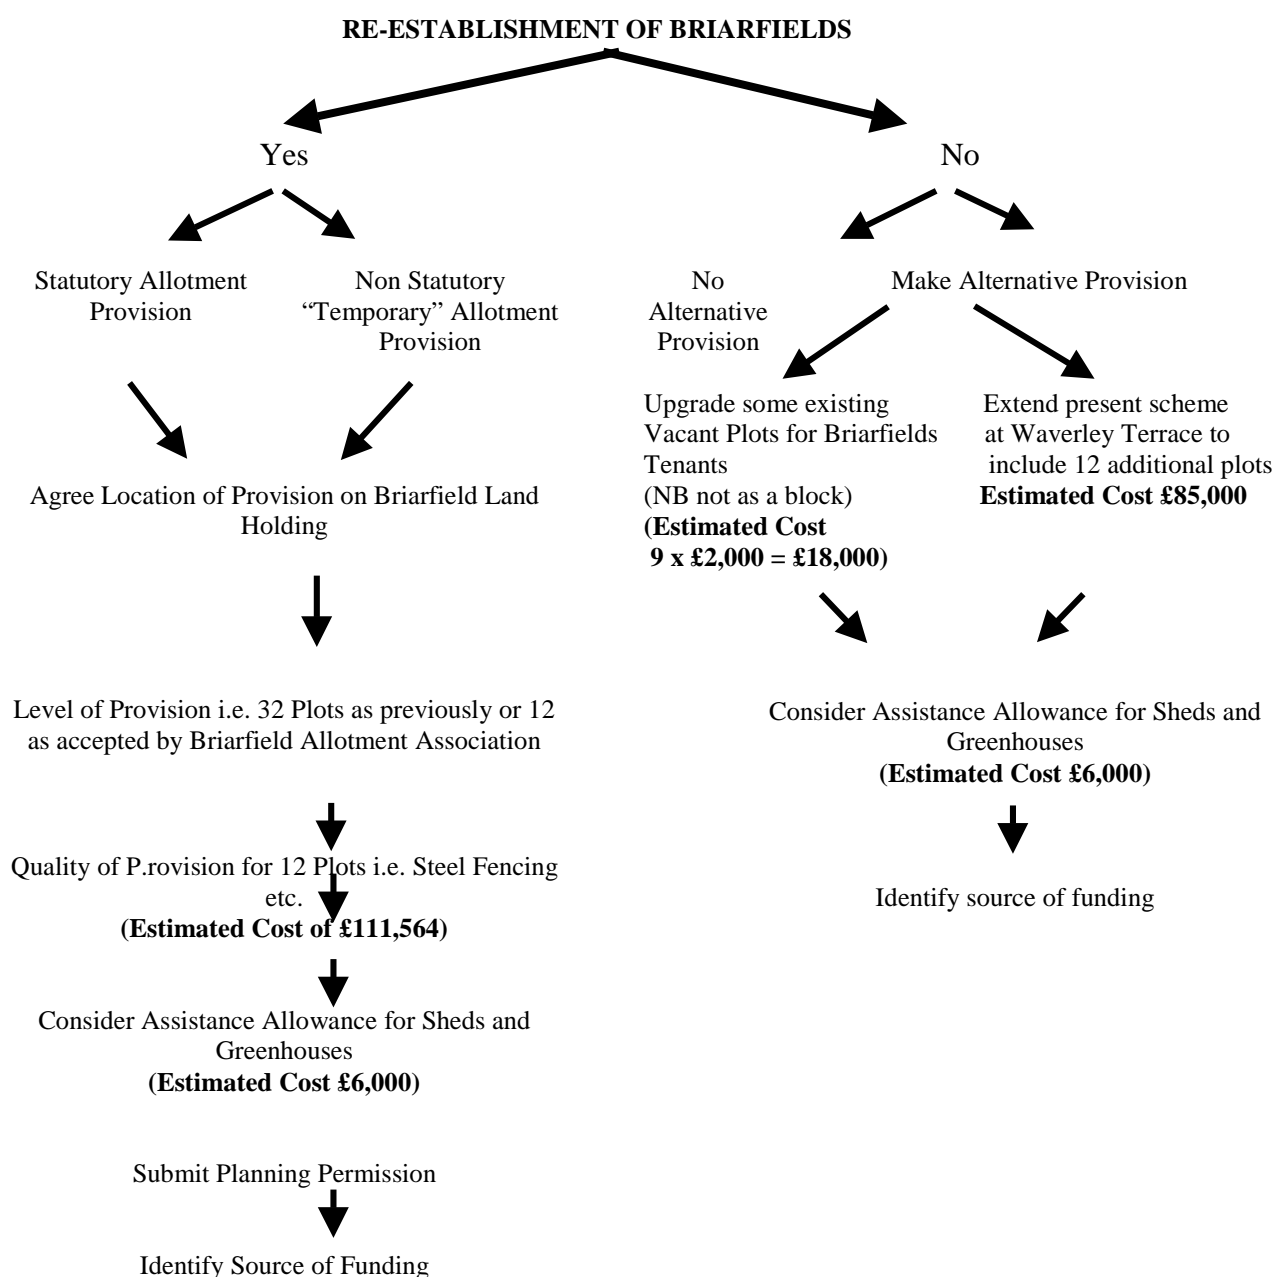 RE-ESTABLISHMENT OF BRIARFIELDS
Yes
No
Statutory Allotment
Provision
Non Statutory
“Temporary” Allotment
Provision
No
Alternative
Provision
Make Alternative Provision
Upgrade some existing
Vacant Plots for Briarfields
Tenants
(NB not as a block)
(Estimated Cost
9 x £2,000 = £18,000)
Extend present scheme
at Waverley Terrace to
include 12 additional plots
Estimated Cost £85,000
Agree Location of Provision on Briarfield Land
Holding
Level of Provision i.e. 32 Plots as previously or 12
as accepted by Briarfield Allotment Association
Consider Assistance Allowance for Sheds and
Greenhouses
(Estimated Cost £6,000)
Identify source of funding
Quality of P.rovision for 12 Plots i.e. Steel Fencing
etc.
(Estimated Cost of £111,564)
Consider Assistance Allowance for Sheds and
Greenhouses
(Estimated Cost £6,000)
Submit Planning Permission
Identify Source of Funding